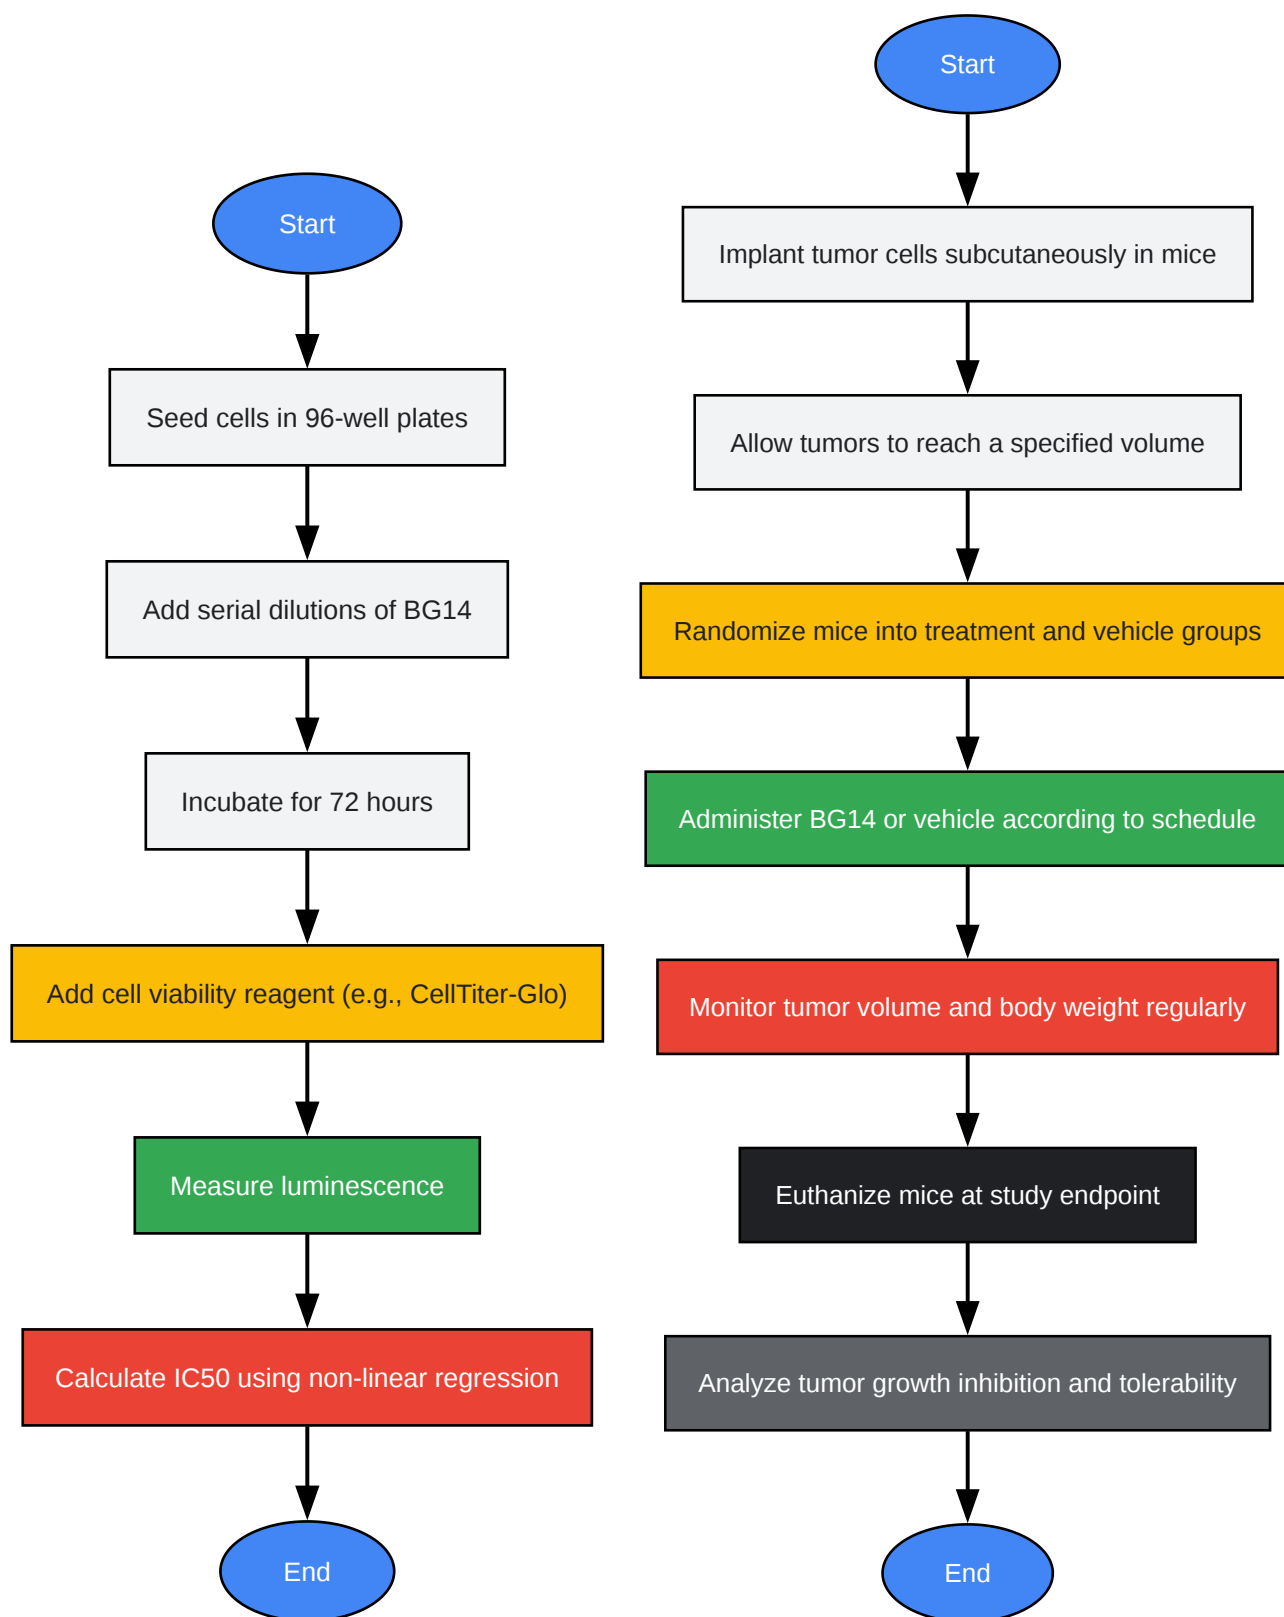 Start
Seed cells in 96-well plates
Add serial dilutions of BG14
Incubate for 72 hours
Add cell viability reagent (e.g., CellTiter-Glo)
Measure luminescence
Calculate IC50 using non-linear regression
End
Start
Implant tumor cells subcutaneously in mice
Allow tumors to reach a specified volume
Randomize mice into treatment and vehicle groups
Administer BG14 or vehicle according to schedule
Monitor tumor volume and body weight regularly
Euthanize mice at study endpoint
Analyze tumor growth inhibition and tolerability
End